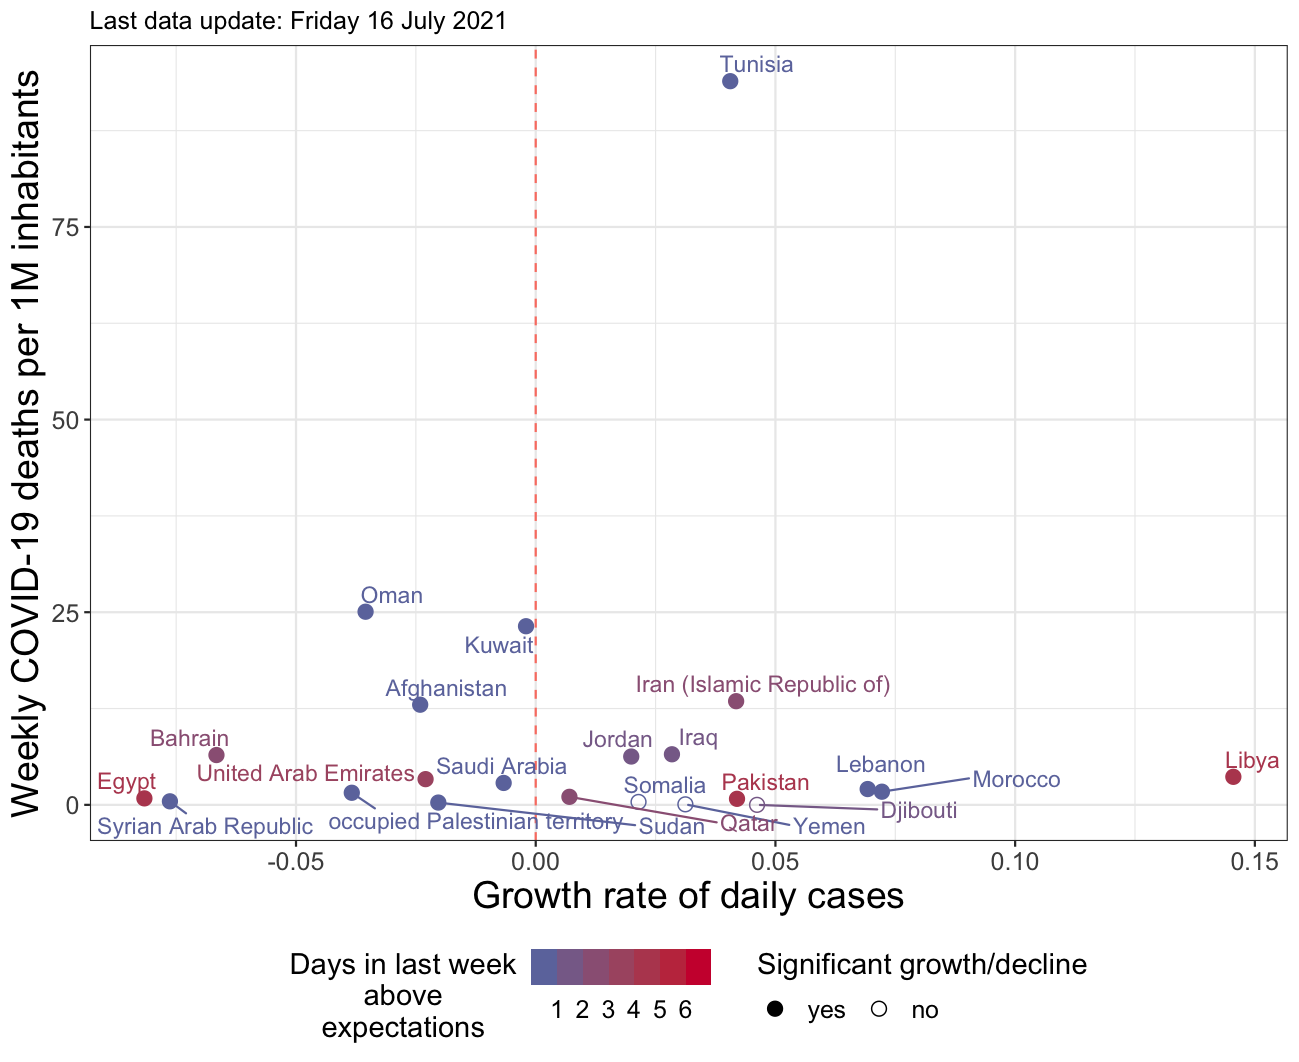 Last data update: Friday 16 July 2021
Weekly COVID-19 deaths per 1M inhabitants
75
50
25
0
Tunisia
Oman
Kuwait
Afghanistan
Iran (Islamic Republic of)
Bahrain
Jordan
Iraq
Egypt
United Arab Emirates
Saudi Arabia
Somalia
Pakistan
Lebanon
Morocco
Libya
Djibouti
Syrian Arab Republic
occupied Palestinian territory
Sudan
Qatar
Yemen
-0.05
0.00
0.05
0.10
0.15
Growth rate of daily cases
Days in last week
above
expectations
1 2 3 4 5 6
Significant growth/decline
yes
no